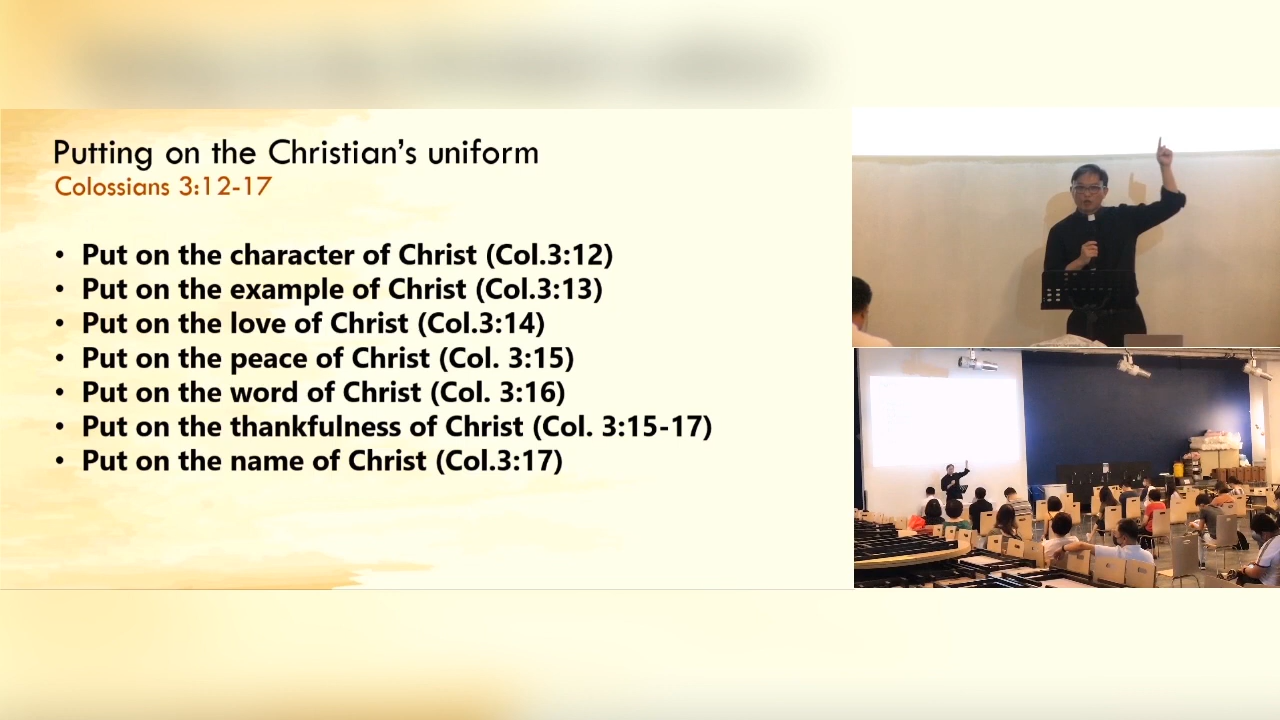 Putting on the Christian's uniform
Colossians 3:12-17
• Put on the character of Christ (Col.3:12)
• Put on the example of Christ (Col.3:13)
• Put on the love of Christ (Col.3:14)
• Put on the peace of Christ (Col. 3:15)
• Put on the word of Christ (Col. 3:16)
• Put on the thankfulness of Christ (Col. 3:15-17)
• Put on the name of Christ (Col.3:17)